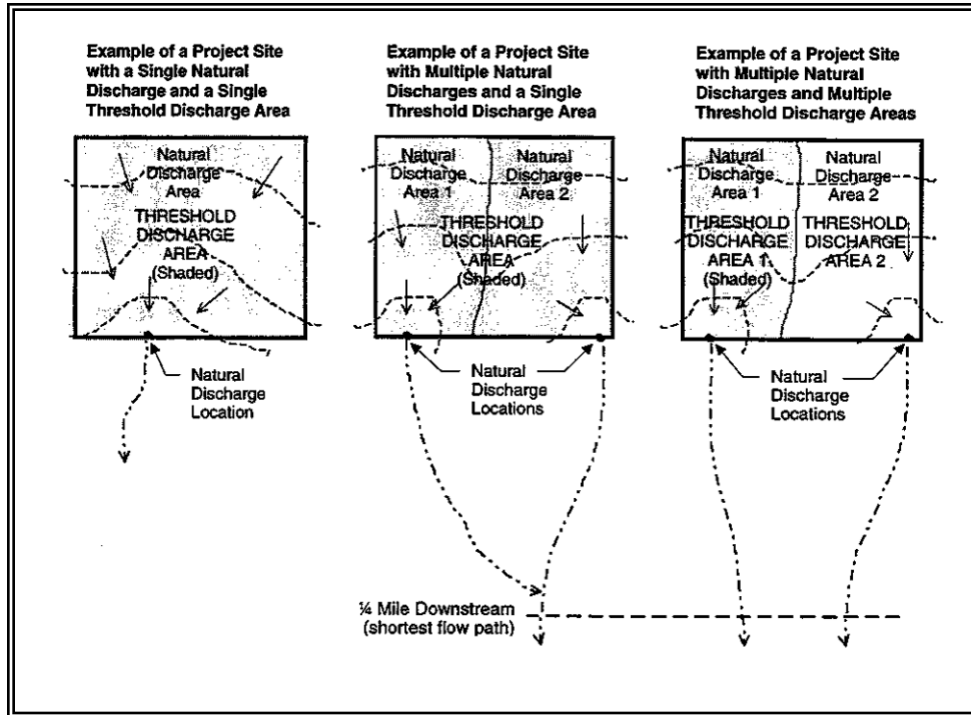 Example of a Project Site
with a Single Natural
Discharge and a Single
Threshold Discharge Area
Natural
Discharge
Area
THRESHOLD
DISCHARGE
AREA
(Shaded)
Natural
Discharge
Location
Example of a Project Site
with Multiple Natural
Discharges and a Single
Threshold Discharge Area
Natural
Discharge
Area 1
Natural
Discharge
Area 2
THRESHOLD
DISCHARGE
AREA
(Shaded)
Natural
Discharge
Locations
Example of a Project Site
with Multiple Natural
Discharges and Multiple
Threshold Discharge Areas
Natural
Discharge
Area 1
Natural
Discharge
Area 2
THRESHOLD
DISCHARGE
AREA 1
(Shaded)
THRESHOLD
DISCHARGE
AREA 2
Natural
Discharge
Locations
¼ Mile Downstream
(shortest flow path)